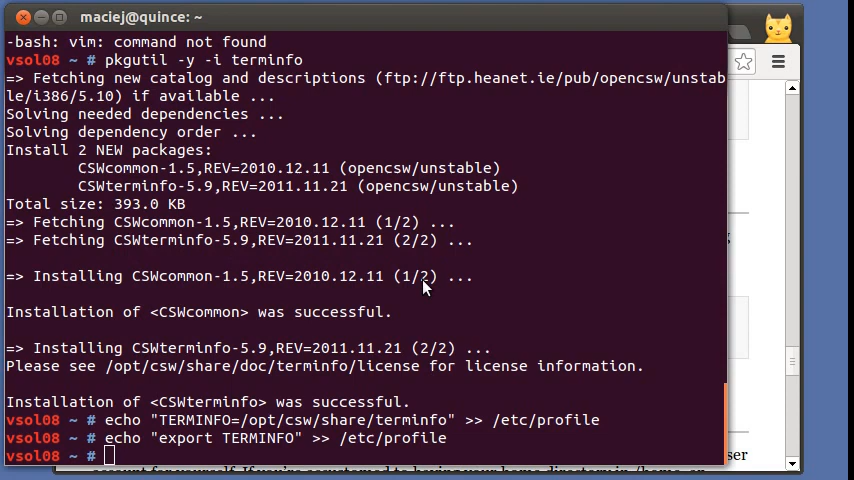 maciej@quince: ~
-bash: vim: command not found
vsol08 ~ # pkgutil -y -i terminfo
=> Fetching new catalog and descriptions (ftp://ftp.heanet.ie/pub/opencsw/unstab
le/i386/5.10) if available ...
Solving needed dependencies ...
Solving dependency order ...
Install 2 NEW packages:
CSWcommon-1.5,REV=2010.12.11 (opencsw/unstable)
CSWterminfo-5.9,REV=2011.11.21 (opencsw/unstable)
Total size: 393.0 KB
=> Fetching CSWcommon-1.5,REV=2010.12.11 (1/2) ...
=> Fetching CSWterminfo-5.9,REV=2011.11.21 (2/2) ...
=> Installing CSWcommon-1.5,REV=2010.12.11 (1/2) ...
Installation of <CSWcommon> was successful.
=> Installing CSWterminfo-5.9,REV=2011.11.21 (2/2) ...
Please see /opt/csw/share/doc/terminfo/license for license information.
Installation of <CSWterminfo> was successful.
vsol08 ~ # echo "TERMINFO=/opt/csw/share/terminfo" >> /etc/profile
vsol08 ~ # echo "export TERMINFO" >> /etc/profile
vsol08 ~ #